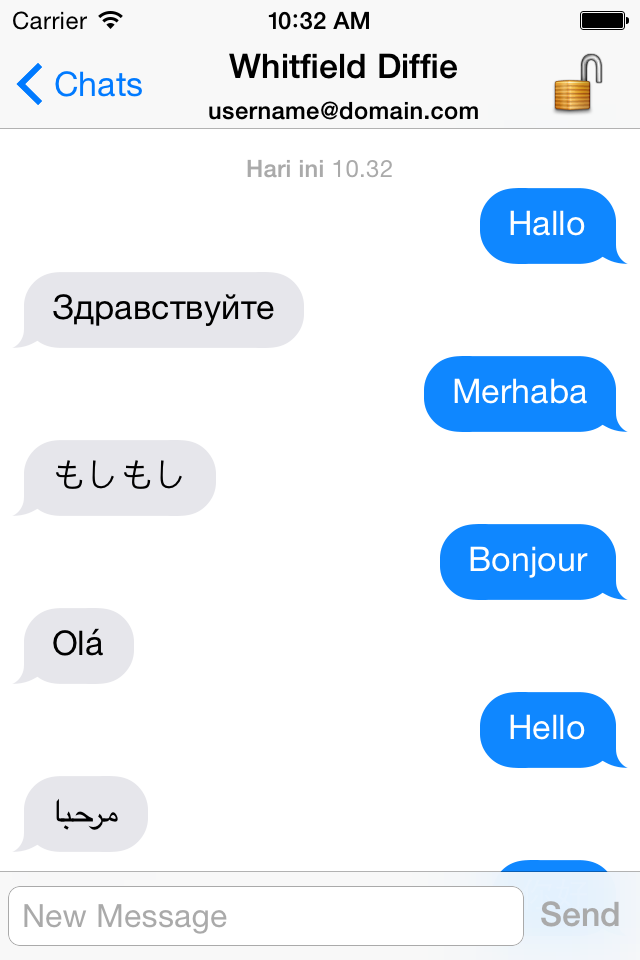 Carrier 10:32 AM
Chats
Whitfield Diffie
username@domain.com
Hari ini 10.32
Hallo
Здравствуйте
Merhaba
もしもし
Bonjour
Olá
Hello
مرحبا
New Message
Send